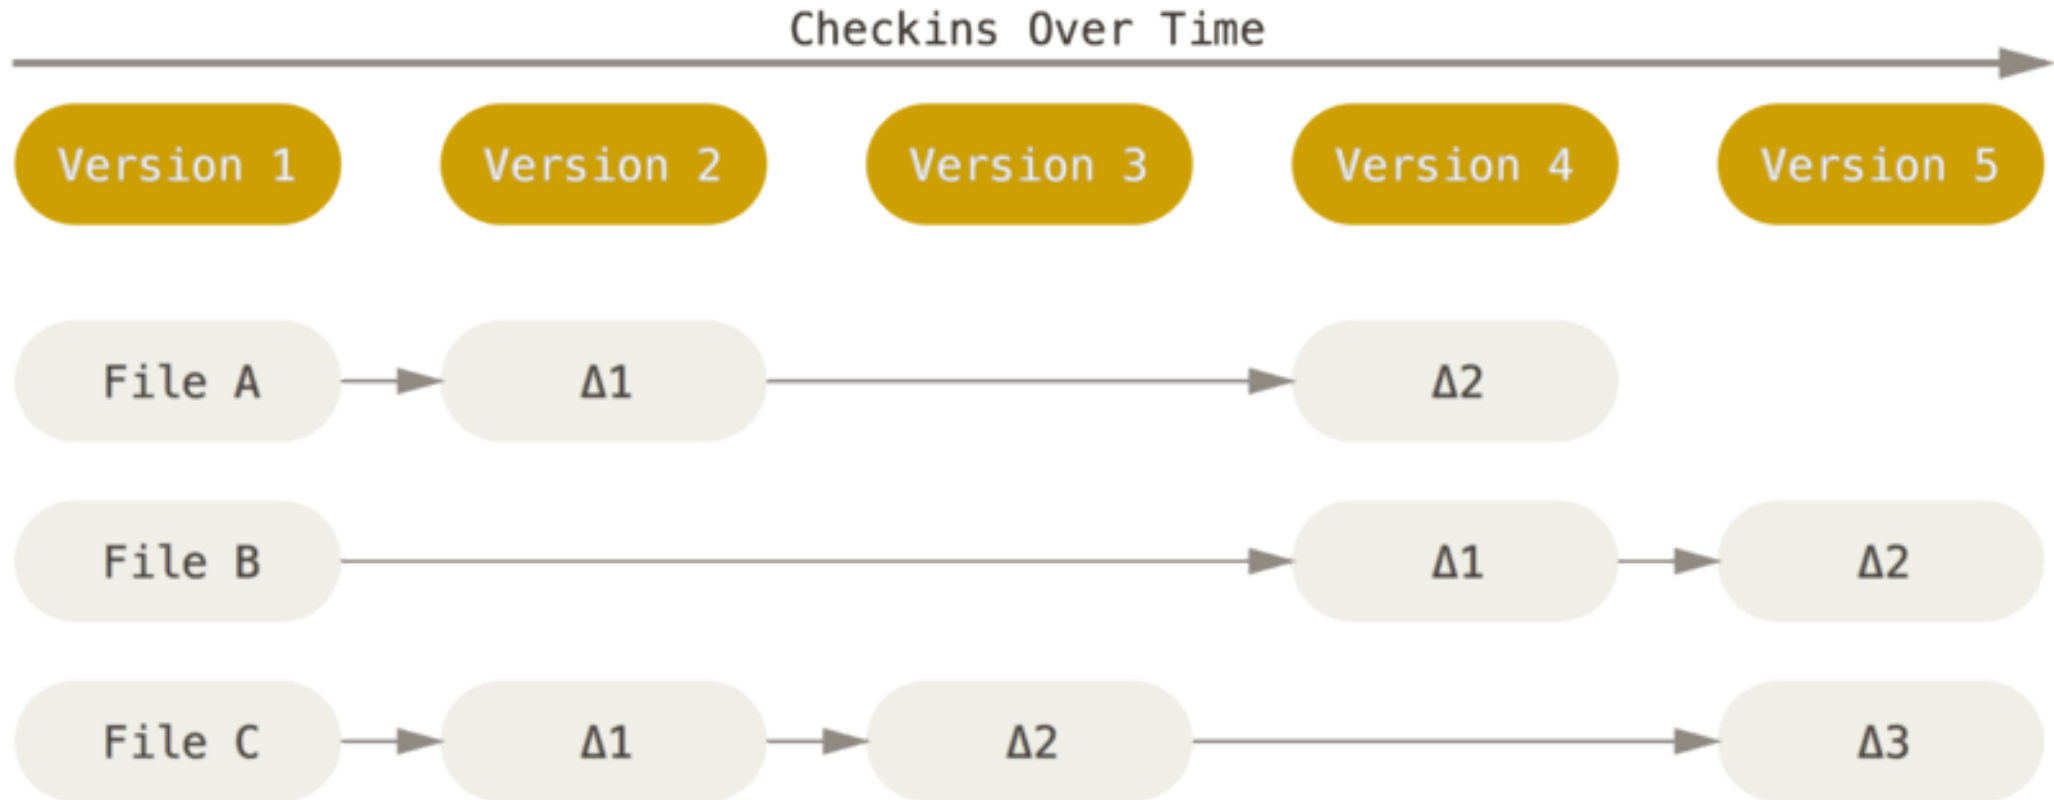 Checkins Over Time
Version 1 Version 2 Version 3 Version 4 Version 5
File A Δ1 Δ2
File B Δ1 Δ2
File C Δ1 Δ2 Δ3